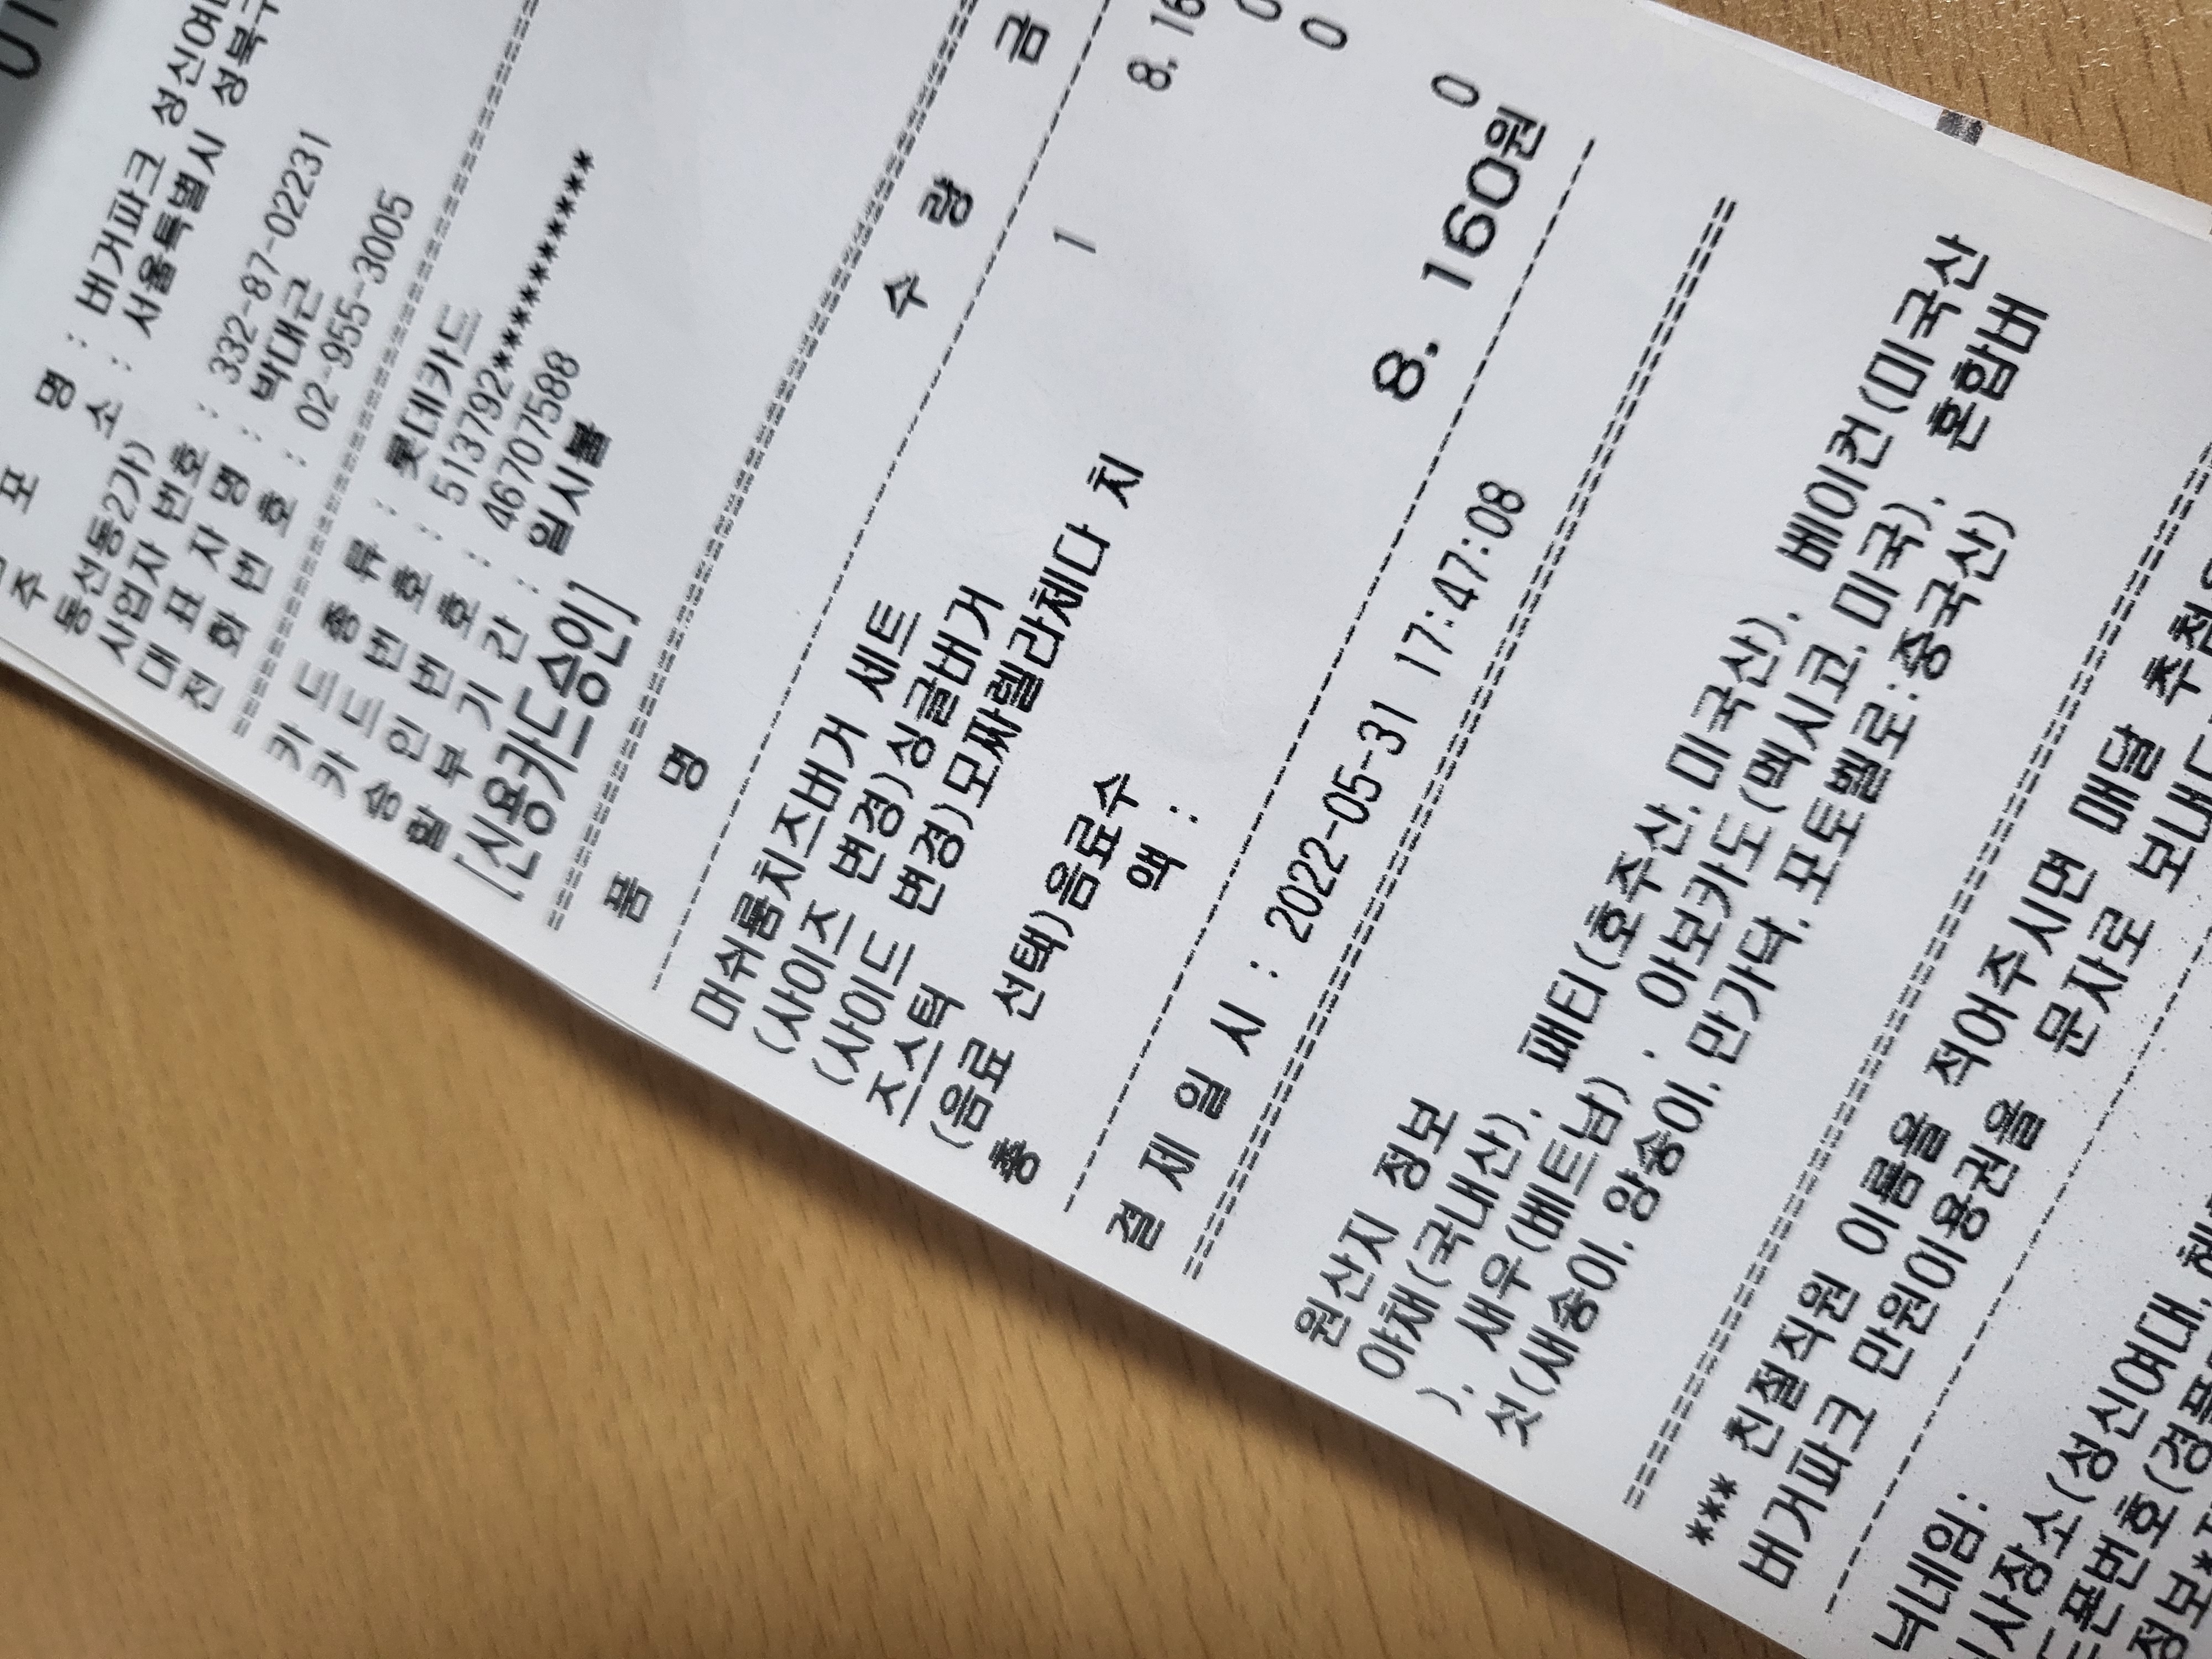 포 명 : 버거파크 성신여
주 소 : 서울특별시 성북구
동선동2가)
사업자 번호 : 332-87-02231
대 표 자 명 : 박대근
전 화 번 호 : 02-955-3005
카 드 종 류 : 롯데카드
카 드 번 호 : 513792**********
승 인 번 호 : 46707588
할 부 기 간 : 일시불
[신용카드승인]
품 명 수 량 금
머쉬룸치즈버거 세트 1 8,16
(사이즈 변경)싱글버거 0
(사이드 변경)모짜렐라체다 치 0
즈스틱
(음료 선택)음료수 0
총 액 : 8,160원
결 제 일 시 : 2022-05-31 17:47:08
원산지 정보
야채(국내산), 패티(호주산,미국산), 베이컨(미국산
), 새우(베트남) , 아보카도(멕시코,미국), 혼합버
섯(새송이,양송이,만가닥,포토벨로:중국산)
*** 친절직원 이름을 적어주시면 매달 추첨
버거파크 만원이용권을 문자로 보내
닉네임:
사장소(성신여대,
드폰번호(경품
정보*